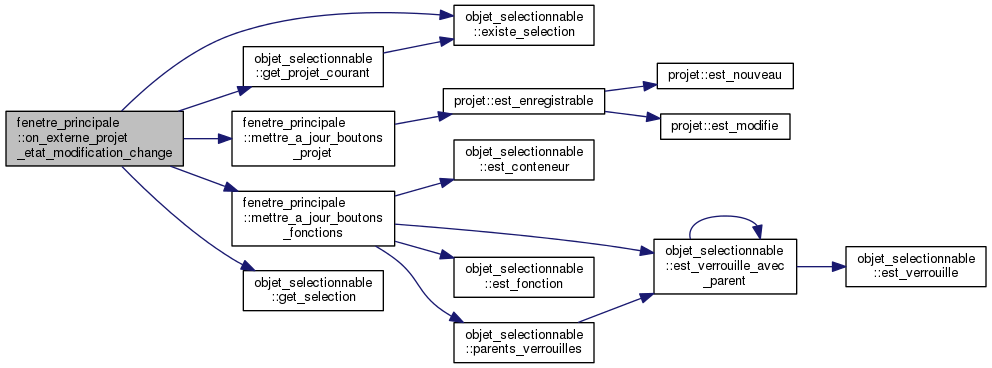 fenetre_principale
::on_externe_projet
_etat_modification_change
objet_selectionnable
::existe_selection
objet_selectionnable
::get_projet_courant
fenetre_principale
::mettre_a_jour_boutons
_projet
projet::est_enregistrable
projet::est_nouveau
projet::est_modifie
fenetre_principale
::mettre_a_jour_boutons
_fonctions
objet_selectionnable
::est_conteneur
objet_selectionnable
::est_verrouille_avec
_parent
objet_selectionnable
::est_verrouille
objet_selectionnable
::est_fonction
objet_selectionnable
::parents_verrouilles
objet_selectionnable
::get_selection